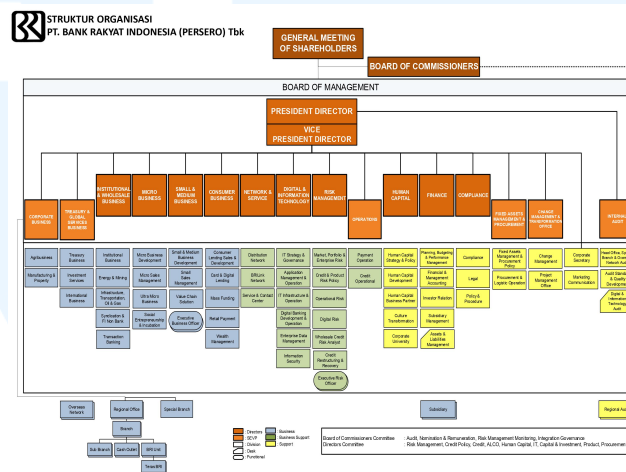 STRUKTUR ORGANISASI
PT. BANK RAKYAT INDONESIA (PERSERO) Tbk
GENERAL MEETING
OF SHAREHOLDERS
BOARD OF COMMISSIONERS
BOARD OF MANAGEMENT
PRESIDENT DIRECTOR
VICE
PRESIDENT DIRECTOR
CORPORATE
BUSINESS
TREASURY &
GLOBAL
SERVICES
BUSINESS
INSTITUTIONAL
& WHOLESALE
BUSINESS
MICRO
BUSINESS
SMALL &
MEDIUM
BUSINESS
CONSUMER
BUSINESS
NETWORK &
SERVICE
DIGITAL &
INFORMATION
TECHNOLOGY
RISK
MANAGEMENT
OPERATIONS
HUMAN
CAPITAL
FINANCE
COMPLIANCE
FIXED ASSETS
MANAGEMENT &
PROCUREMENT
CHANGE
MANAGEMENT &
TRANSFORMATION
OFFICE
INTERNAL
AUDIT
Agribusiness
Treasury
Business
Institutional
Business
Micro Business
Development
Small & Medium
Business
Development
Consumer
Lending Sales &
Development
Distribution
Network
IT Strategy &
Governance
Market, Portfolio &
Enterprise Risk
Payment
Operation
Human Capital
Strategy & Policy
Planning, Budgeting
& Performance
Management
Compliance
Fixed Assets
Management &
Procurement
Policy
Change
Management
Corporate
Secretary
Manufacturing &
Property
Investment
Services
Energy & Mining
Micro Sales
Management
Small
Sales
Management
Card & Digital
Lending
BRILink
Network
Application
Management &
Operation
Credit & Product
Risk Policy
Credit
Operational
Human Capital
Development
Financial &
Management
Accounting
Legal
Procurement &
Logistic Operation
Project
Management
Office
Marketing
Communication
International
Business
Infrastructure,
Transportation,
Oil & Gas
Ultra Micro
Business
Value Chain
Solution
Mass Funding
Service & Contact
Center
IT Infrastructure &
Operation
Operational Risk
Human Capital
Business Partner
Investor Relation
Policy &
Procedure
Digital &
Information
Technology
Audit
Syndication &
FI Non Bank
Social
Entrepreneurship
& Incubation
Executive
Business Officer
Retail Payment
Digital Banking
Development &
Operation
Digital Risk
Culture
Transformation
Subsidiary
Management
Transaction
Banking
Wealth
Management
Enterprise Data
Management
Wholesale Credit
Risk Analyst
Corporate
University
Assets &
Liabilities
Management
Information
Security
Credit
Restructuring &
Recovery
Executive Risk
Officer
Overseas
Network
Regional Office
Special Branch
Subsidiary
Branch
Sub Branch
Cash Outlet
BRI Unit
Teras BRI
Directors
SEVP
Division
Desk
Functional
Business
Business Support
Support
Board of Commissioners Committee : Audit, Nomination & Remuneration, Risk Management Monitoring, Integration Governance
Directors Committee : Risk Management, Credit Policy, Credit, ALCO, Human Capital, IT, Capital & Investment, Product, Procurement